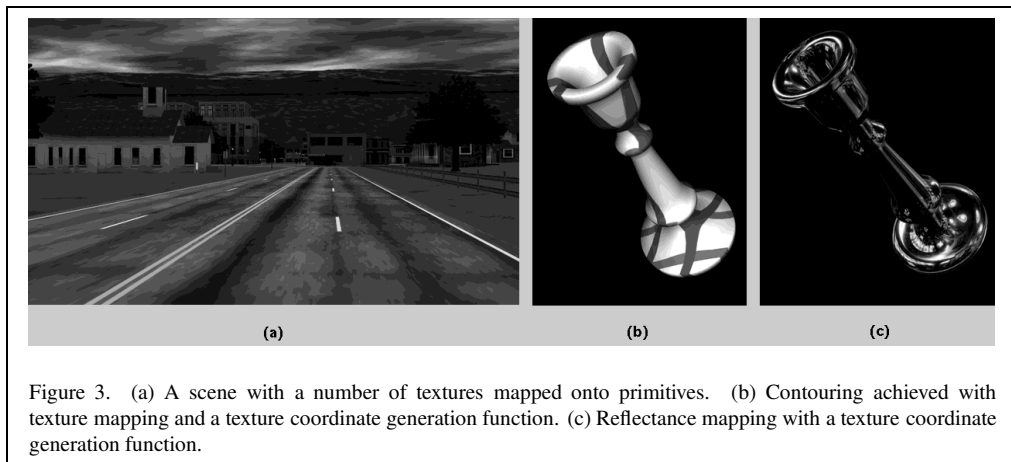 (a)
(b)
(c)
Figure 3. (a) A scene with a number of textures mapped onto primitives. (b) Contouring achieved with
texture mapping and a texture coordinate generation function. (c) Reflectance mapping with a texture coordinate
generation function.